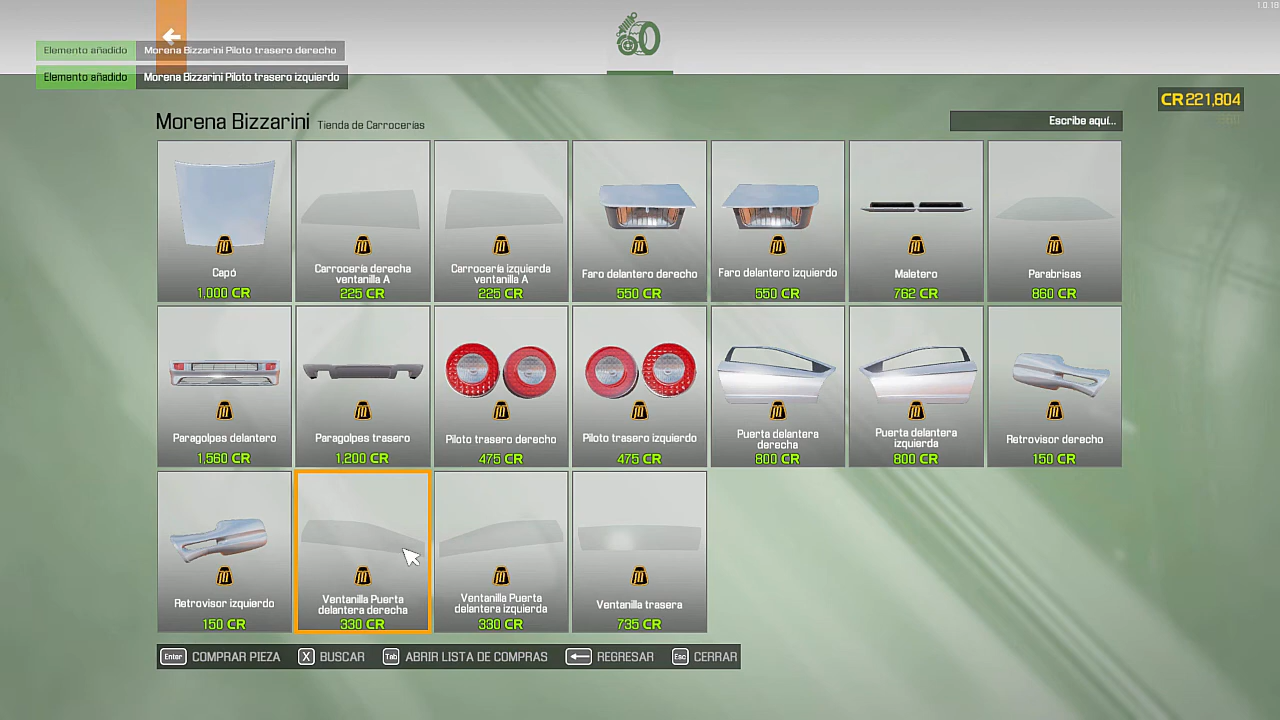 1.0.18
Elemento añadido Morena Bizzarini Piloto trasero derecho
Elemento añadido Morena Bizzarini Piloto trasero izquierdo
CR 221,804
Morena Bizzarini Tienda de Carrocerías
Escribe aquí...
Capó
1,000 CR
Carrocería derecha
ventanilla A
225 CR
Carrocería izquierda
ventanilla A
225 CR
Faro delantero derecho
550 CR
Faro delantero izquierdo
550 CR
Maletero
762 CR
Parabrisas
860 CR
Paragolpes delantero
1,560 CR
Paragolpes trasero
1,200 CR
Piloto trasero derecho
475 CR
Piloto trasero izquierdo
475 CR
Puerta delantera
derecha
800 CR
Puerta delantera
izquierda
800 CR
Retrovisor derecho
150 CR
Retrovisor izquierdo
150 CR
Ventanilla Puerta
delantera derecha
330 CR
Ventanilla Puerta
delantera izquierda
330 CR
Ventanilla trasera
735 CR
Enter COMPRAR PIEZA X BUSCAR Tab ABRIR LISTA DE COMPRAS REGRESAR Esc CERRAR